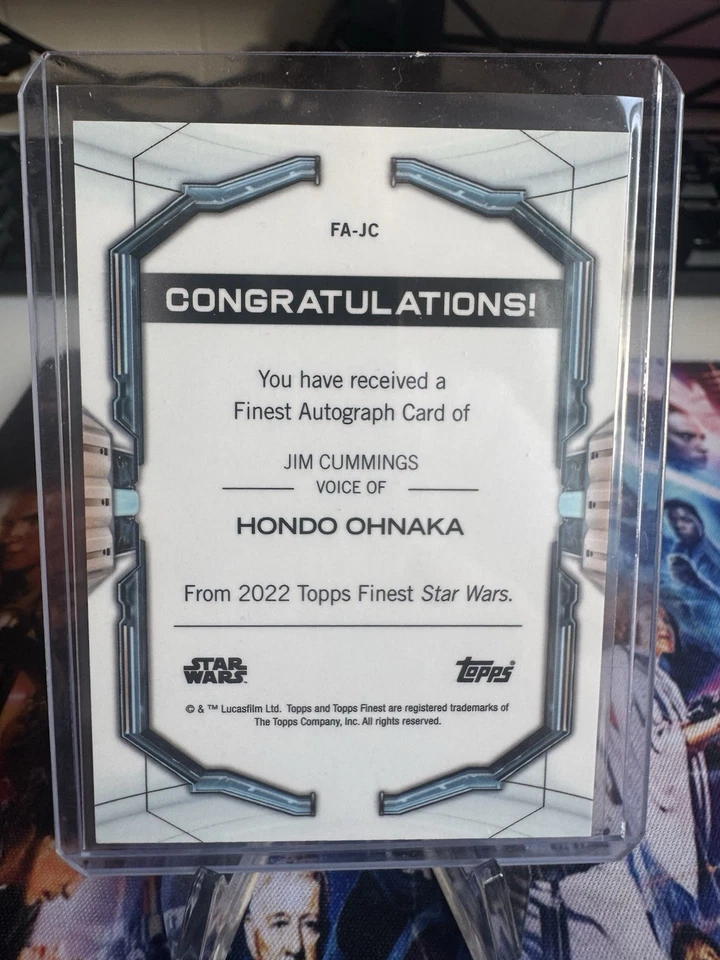 FA-JC
CONGRATULATIONS!
You have received a
Finest Autograph Card of
JIM CUMMINGS
VOICE OF
HONDO OHNAKA
From 2022 Topps Finest Star Wars.
STAR WARS
topps®
© & ™ Lucasfilm Ltd. Topps and Topps Finest are registered trademarks of
The Topps Company, Inc. All rights reserved.